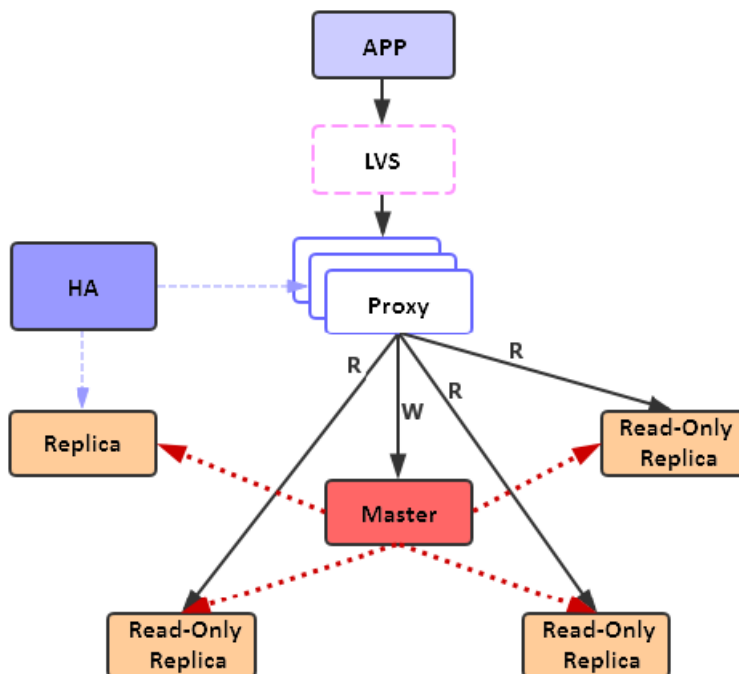 APP
LVS
HA
Proxy
R
R
R
W
Replica
Read-Only
Replica
Master
Read-Only
Replica
Read-Only
Replica